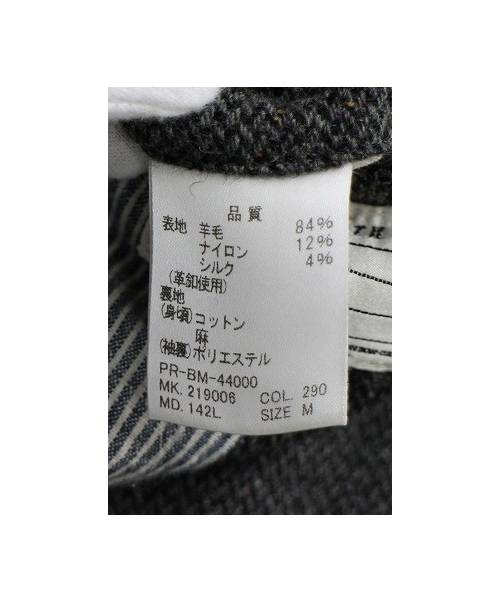 品質
表地 羊毛 84%
ナイロン 12%
シルク 4%
(革釦使用)
裏地
(身頃)コットン
麻
(袖裏)ポリエステル
PR-BM-44000
MK. 219006 COL. 290
MD. 142L SIZE M